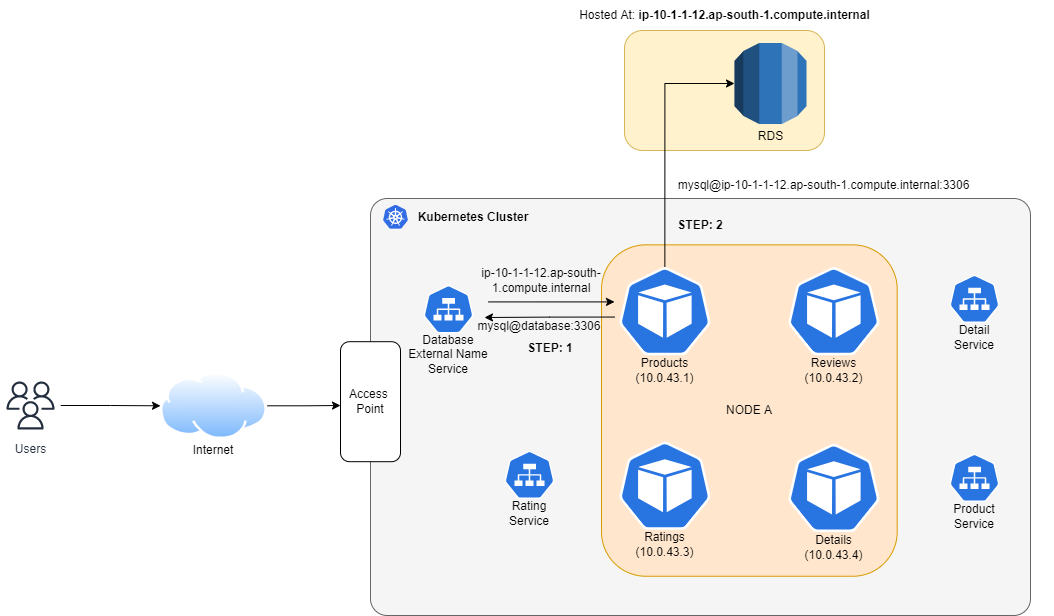 Hosted At: ip-10-1-1-12.ap-south-1.compute.internal
RDS
mysql@ip-10-1-1-12.ap-south-1.compute.internal:3306
Kubernetes Cluster
STEP: 2
ip-10-1-1-12.ap-south-
1.compute.internal
mysql@database:3306
STEP: 1
Database
External Name
Service
Products
(10.0.43.1)
Reviews
(10.0.43.2)
Detail
Service
Access
Point
NODE A
Users
Internet
Rating
Service
Ratings
(10.0.43.3)
Details
(10.0.43.4)
Product
Service